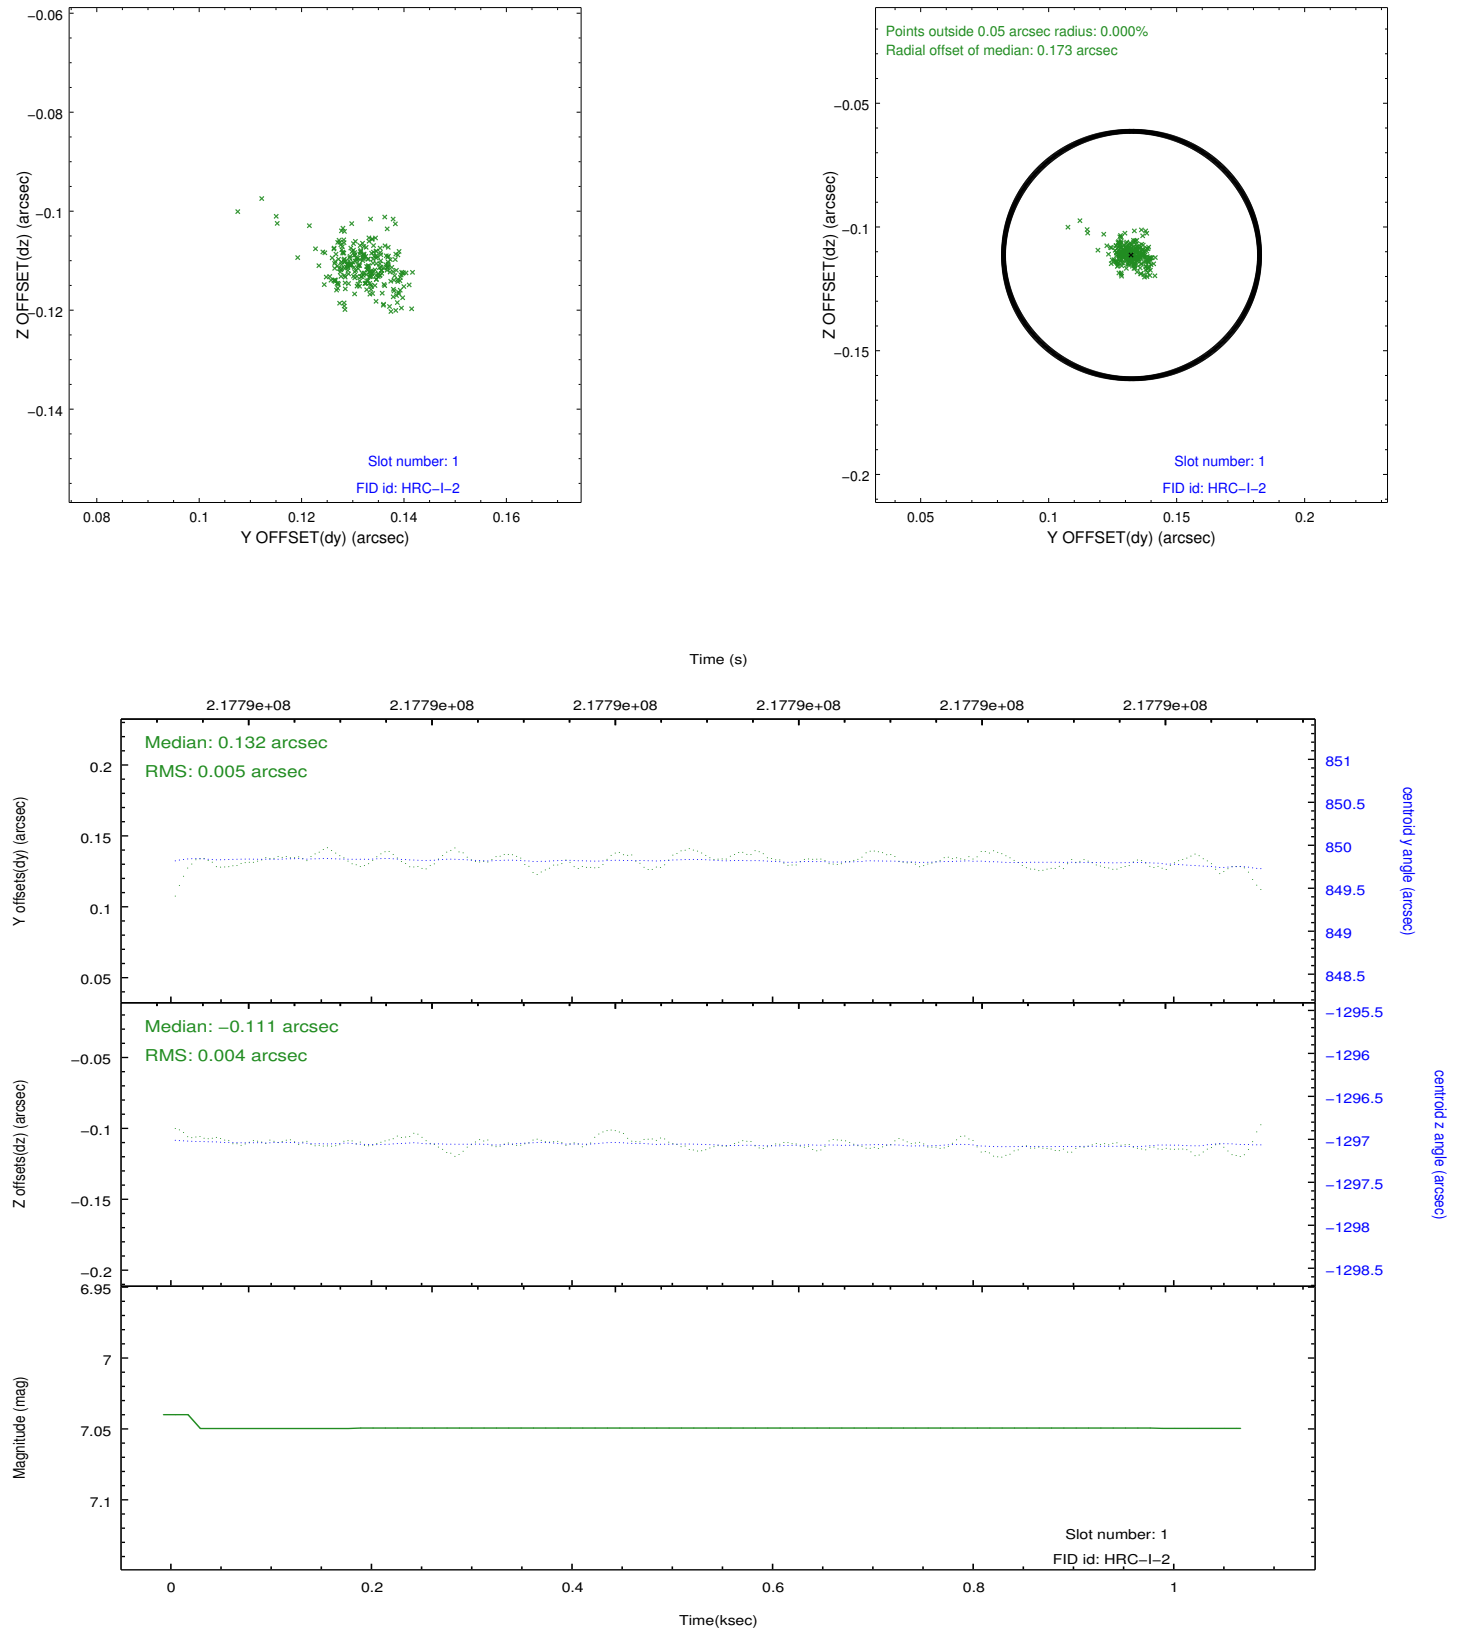 −0.06
−0.08
−0.1
−0.12
−0.14
Z OFFSET(dz) (arcsec)
Slot number: 1
FID id: HRC−I−2
0.08 0.1 0.12 0.14 0.16
Y OFFSET(dy) (arcsec)
Points outside 0.05 arcsec radius: 0.000%
Radial offset of median: 0.173 arcsec
−0.05
−0.1
−0.15
−0.2
Z OFFSET(dz) (arcsec)
Slot number: 1
FID id: HRC−I−2
0.05 0.1 0.15 0.2
Y OFFSET(dy) (arcsec)
Time (s)
2.1779e+08 2.1779e+08 2.1779e+08 2.1779e+08 2.1779e+08 2.1779e+08
Median: 0.132 arcsec
RMS: 0.005 arcsec
0.2
0.15
0.1
0.05
Y offsets(dy) (arcsec)
851
850.5
850
849.5
849
848.5
centroid y angle (arcsec)
Median: −0.111 arcsec
RMS: 0.004 arcsec
−0.05
−0.1
−0.15
−0.2
Z offsets(dz) (arcsec)
−1295.5
−1296
−1296.5
−1297
−1297.5
−1298
−1298.5
centroid z angle (arcsec)
6.95
7
7.05
7.1
Magnitude (mag)
Slot number: 1
FID id: HRC−I−2
0 0.2 0.4 0.6 0.8 1
Time(ksec)